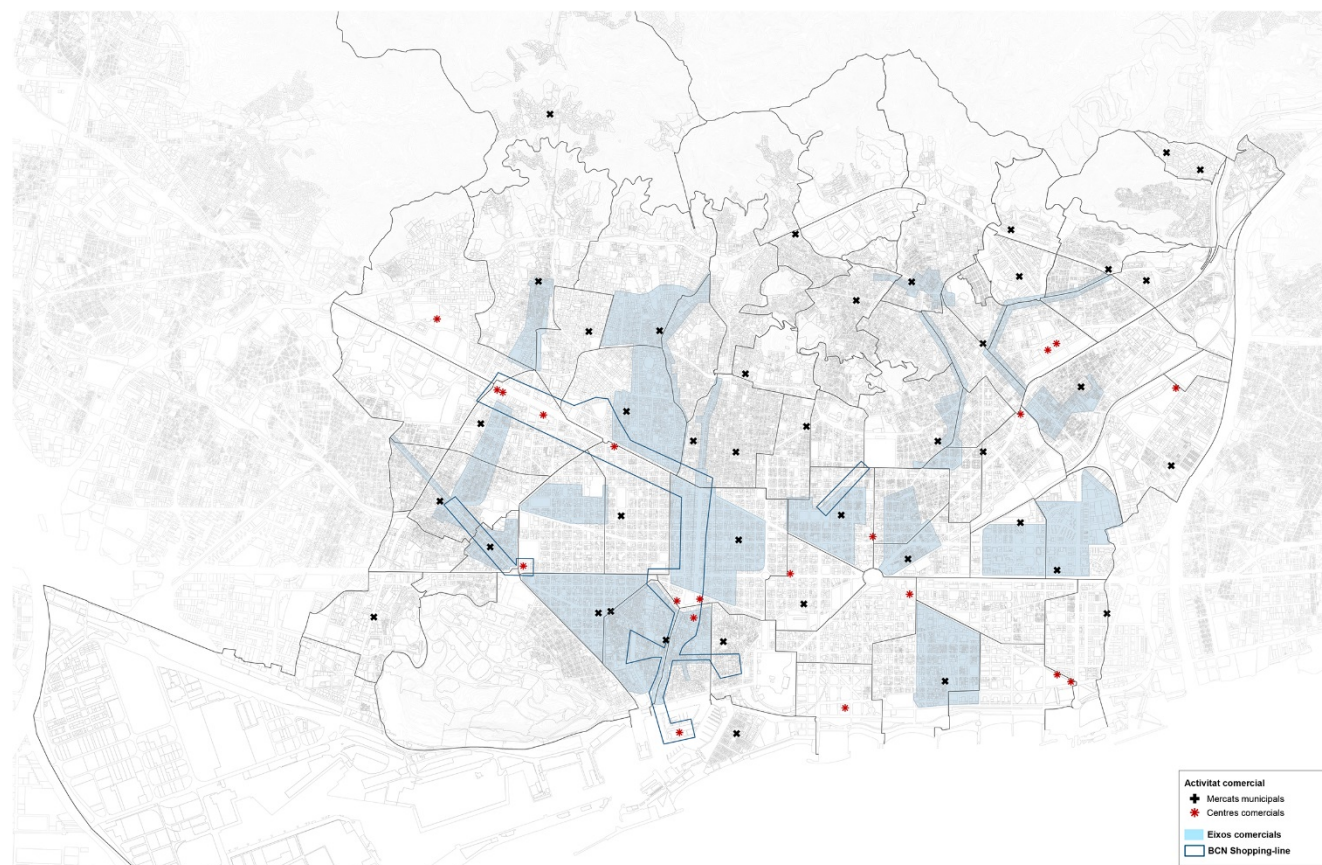 Activitat comercial
Mercats municipals
Centres comercials
Eixos comercials
BCN Shopping-line